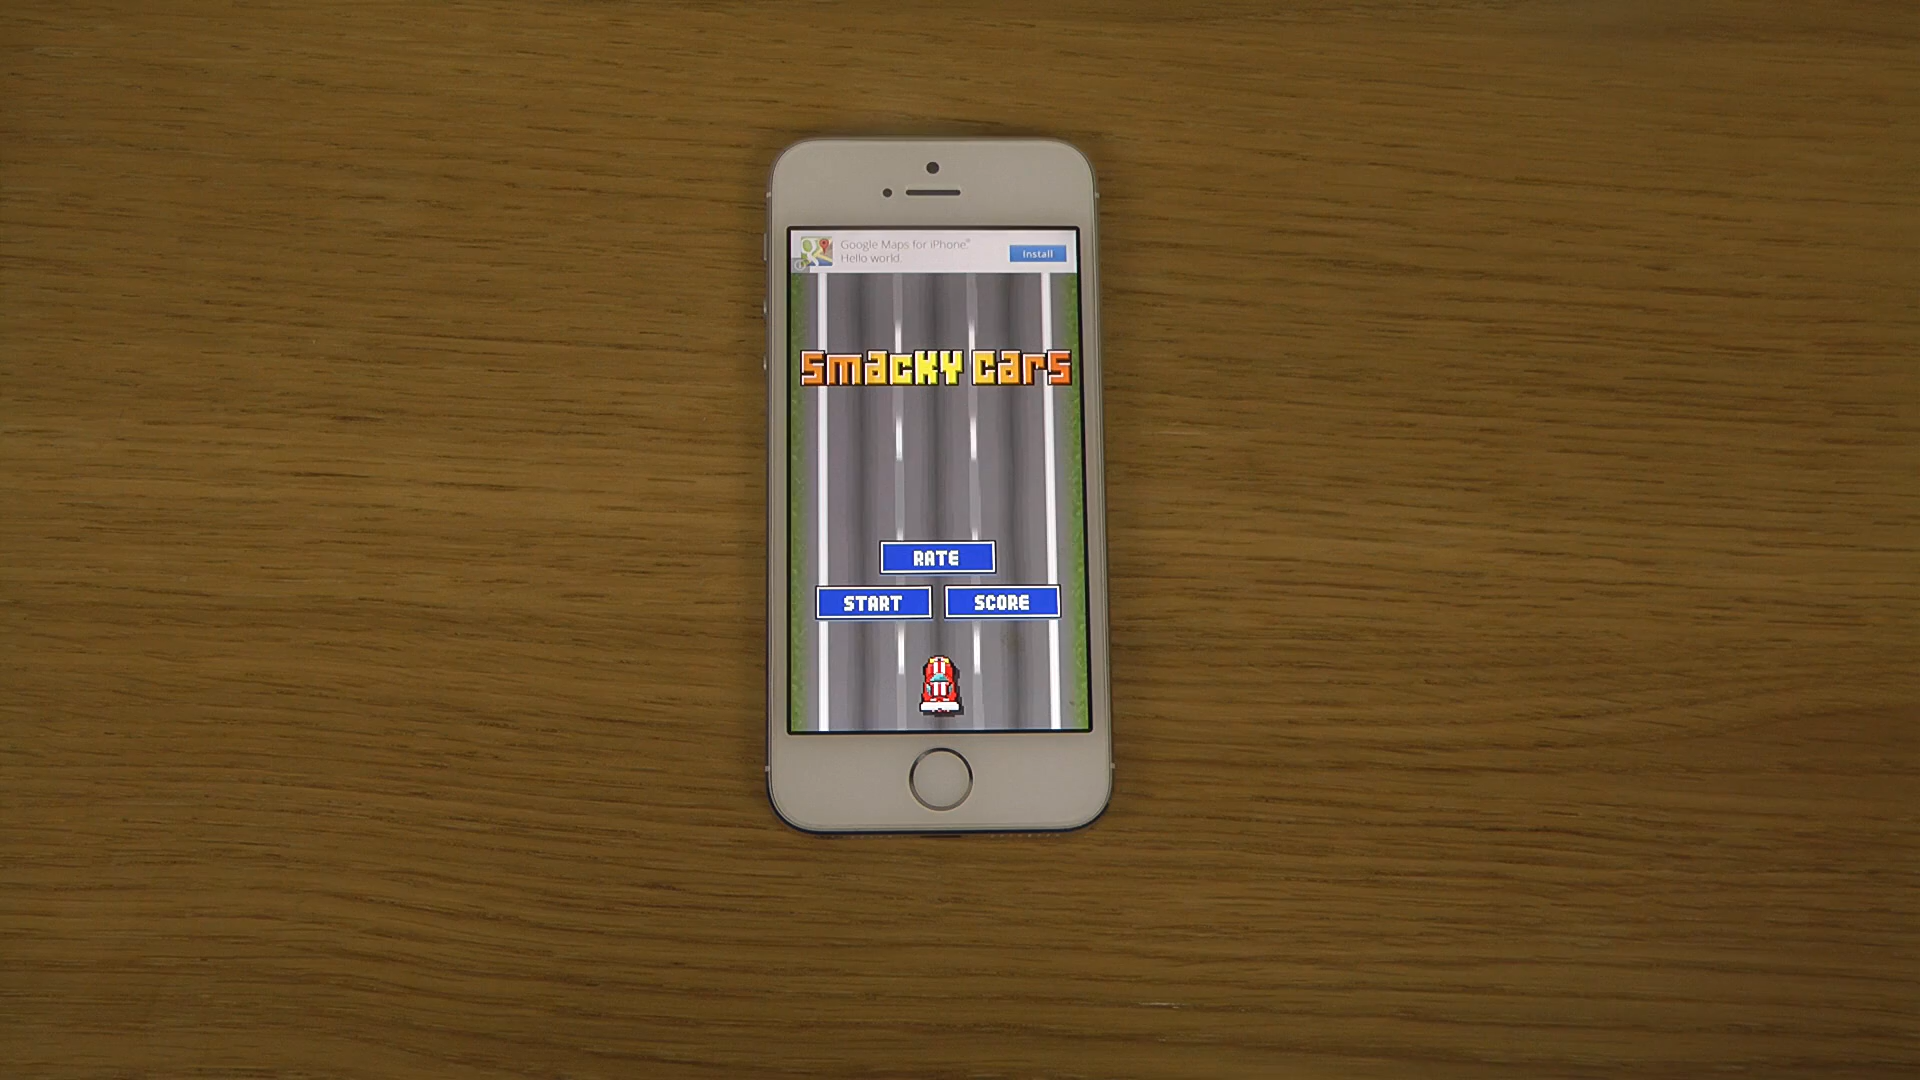 Google Maps for iPhone®
Hello world.
Install
Smacky Cars
RATE
START
SCORE